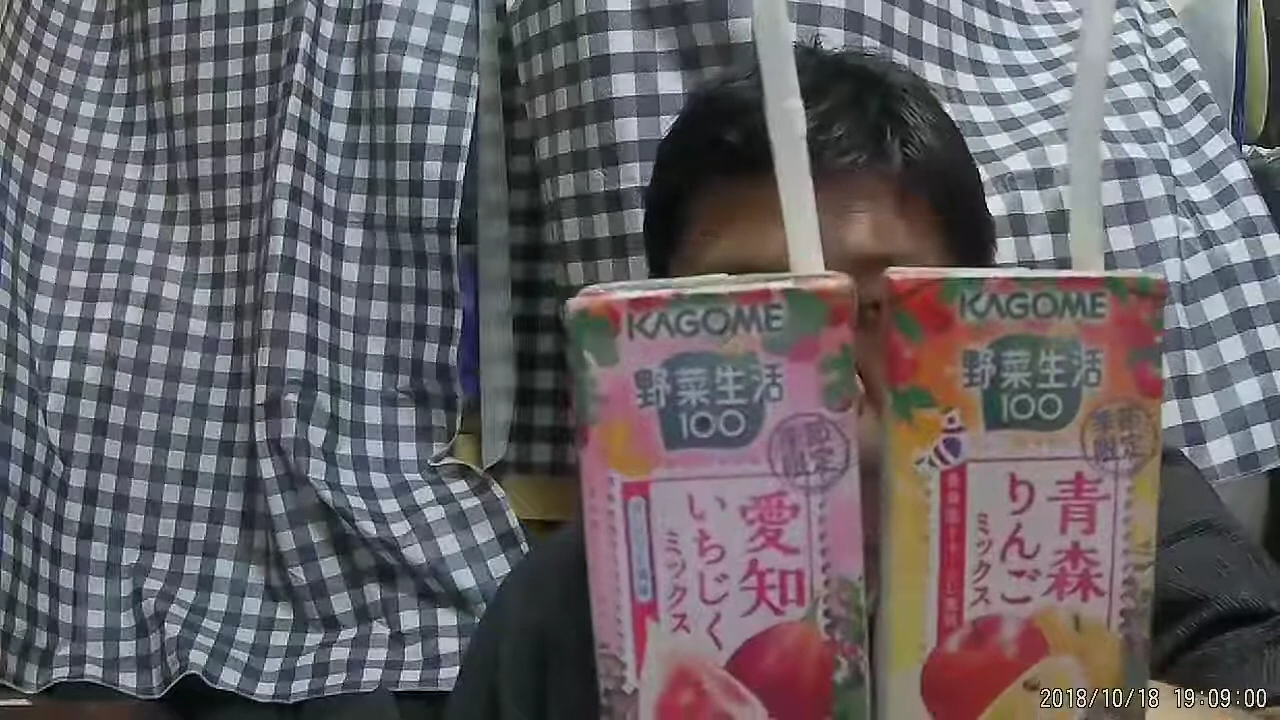 KAGOME
野菜生活
100
季節
限定
愛知
いちじく
ミックス
KAGOME
野菜生活
100
季節
限定
青森
りんご
ミックス
2018/10/18 19:09:00